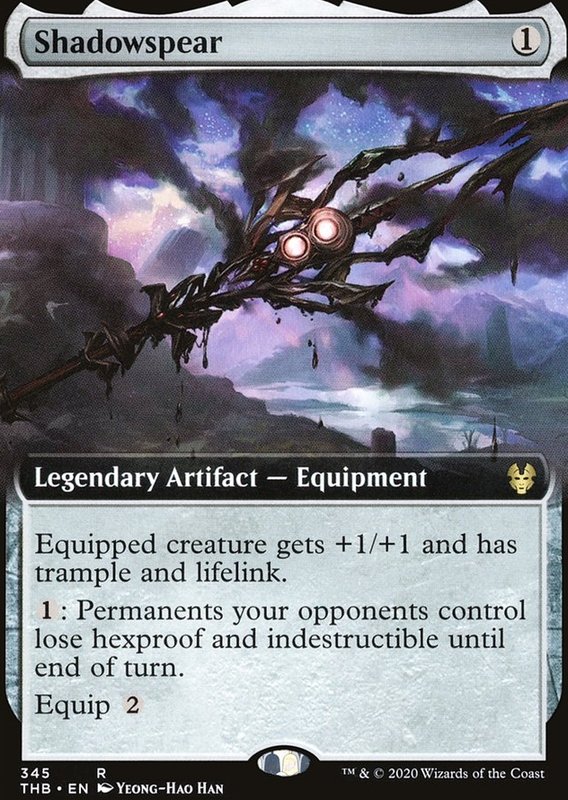 Shadowspear 1
Legendary Artifact — Equipment
Equipped creature gets +1/+1 and has
trample and lifelink.
1: Permanents your opponents control
lose hexproof and indestructible until
end of turn.
Equip 2
345 R
THB • EN Yeong-Hao Han
™ & © 2020 Wizards of the Coast